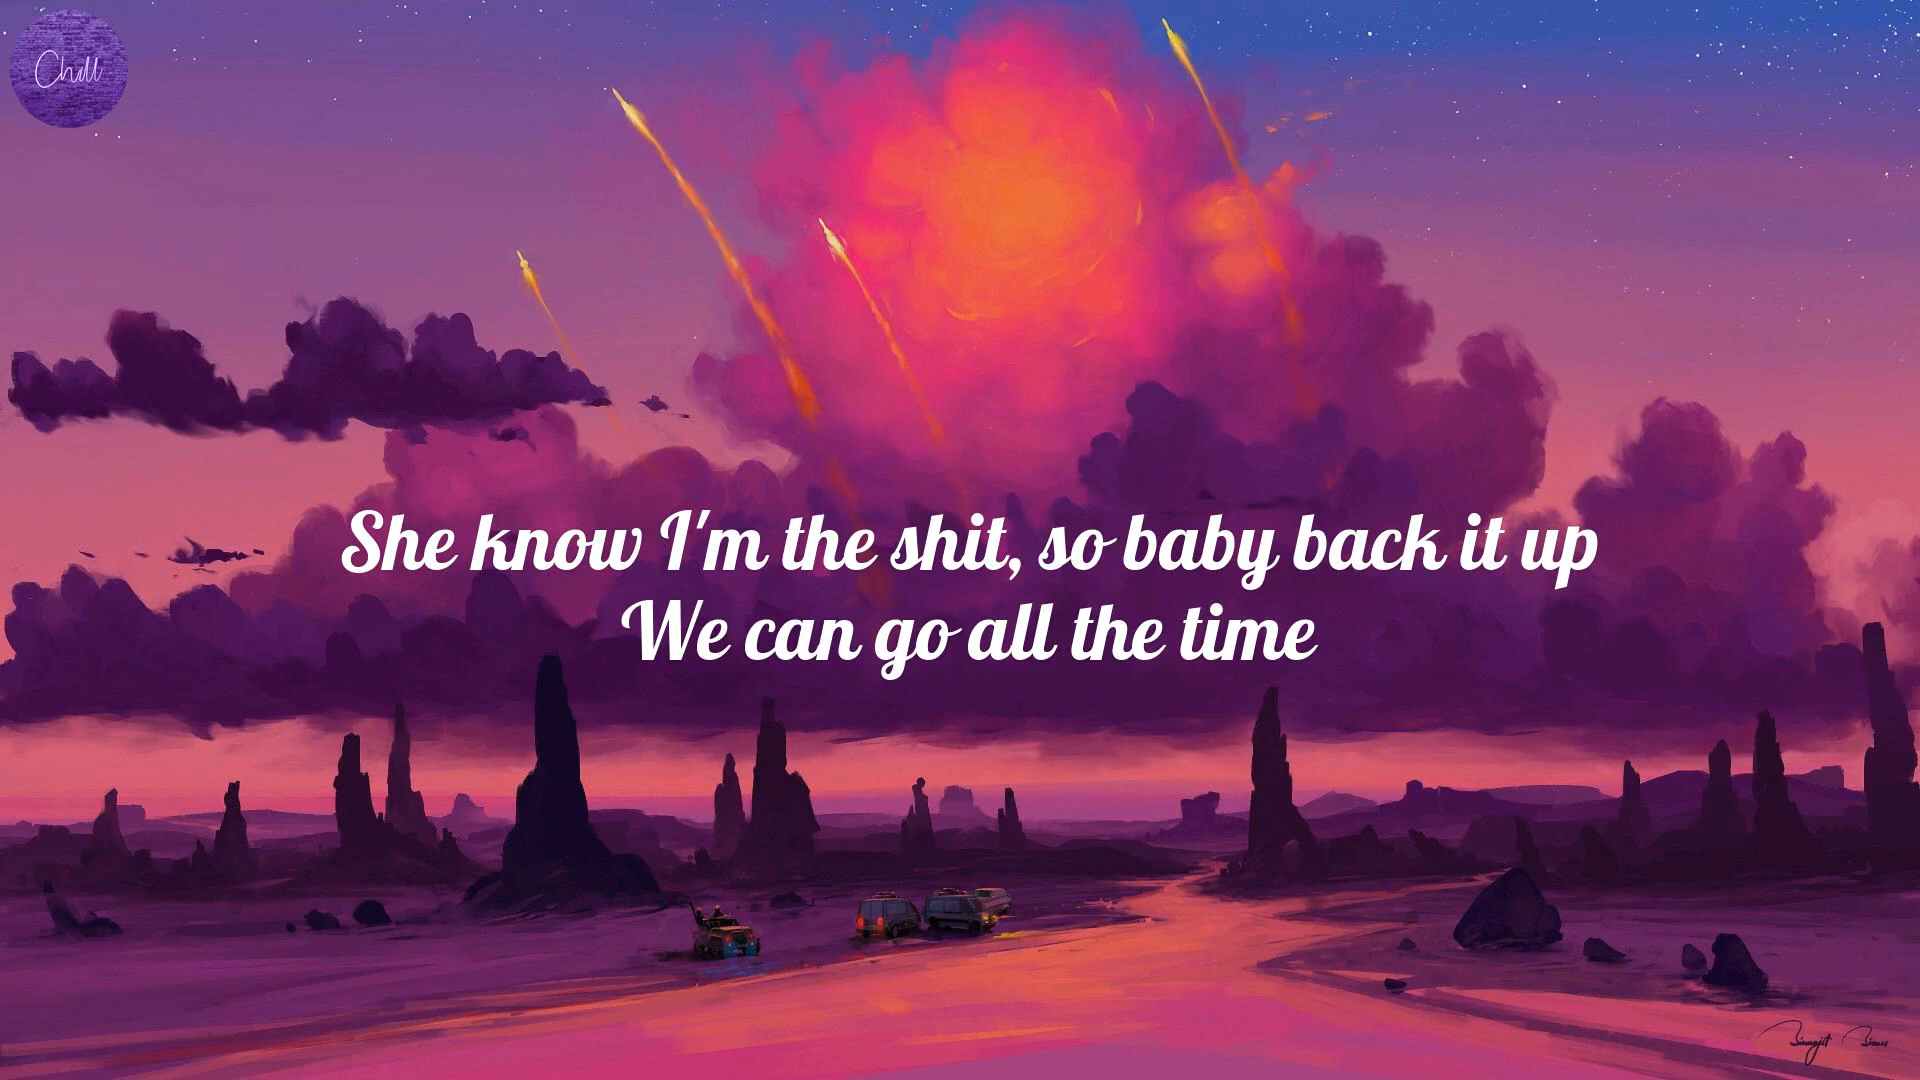 Chill
She know I'm the shit, so baby back it up
We can go all the time